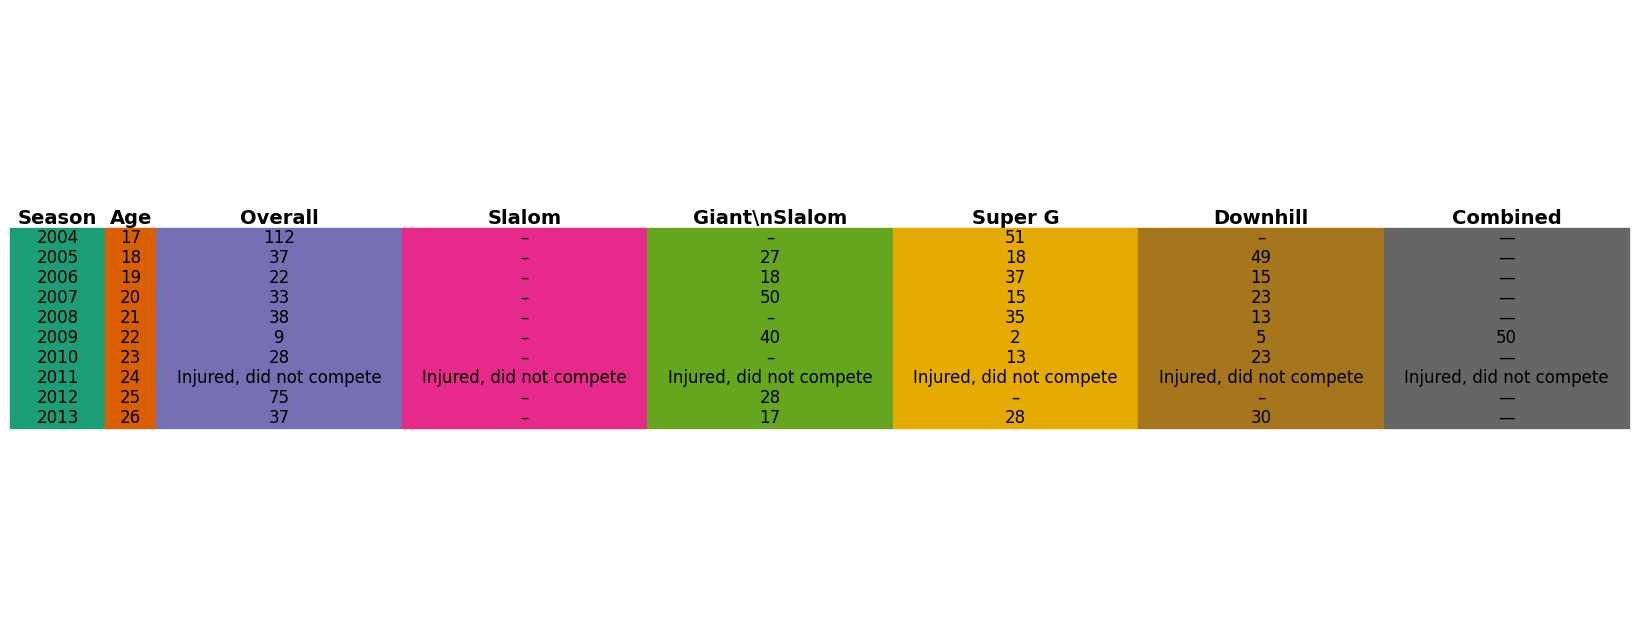 Season Age Overall Slalom Giant\nSlalom Super G Downhill Combined
2004 17 112 – – 51 – —
2005 18 37 – 27 18 49 —
2006 19 22 – 18 37 15 —
2007 20 33 – 50 15 23 —
2008 21 38 – – 35 13 —
2009 22 9 – 40 2 5 50
2010 23 28 – – 13 23 —
2011 24 Injured, did not compete Injured, did not compete Injured, did not compete Injured, did not compete Injured, did not compete Injured, did not compete
2012 25 75 – 28 – – —
2013 26 37 – 17 28 30 —